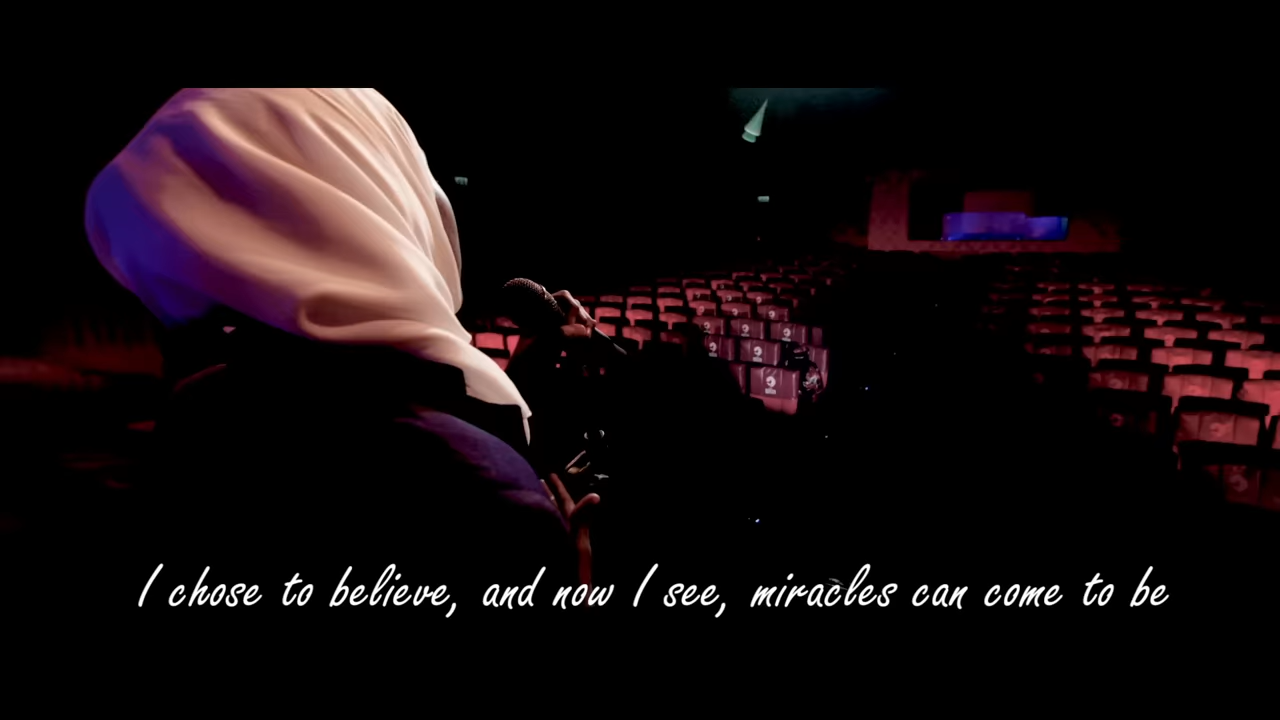 I chose to believe, and now I see, miracles can come to be